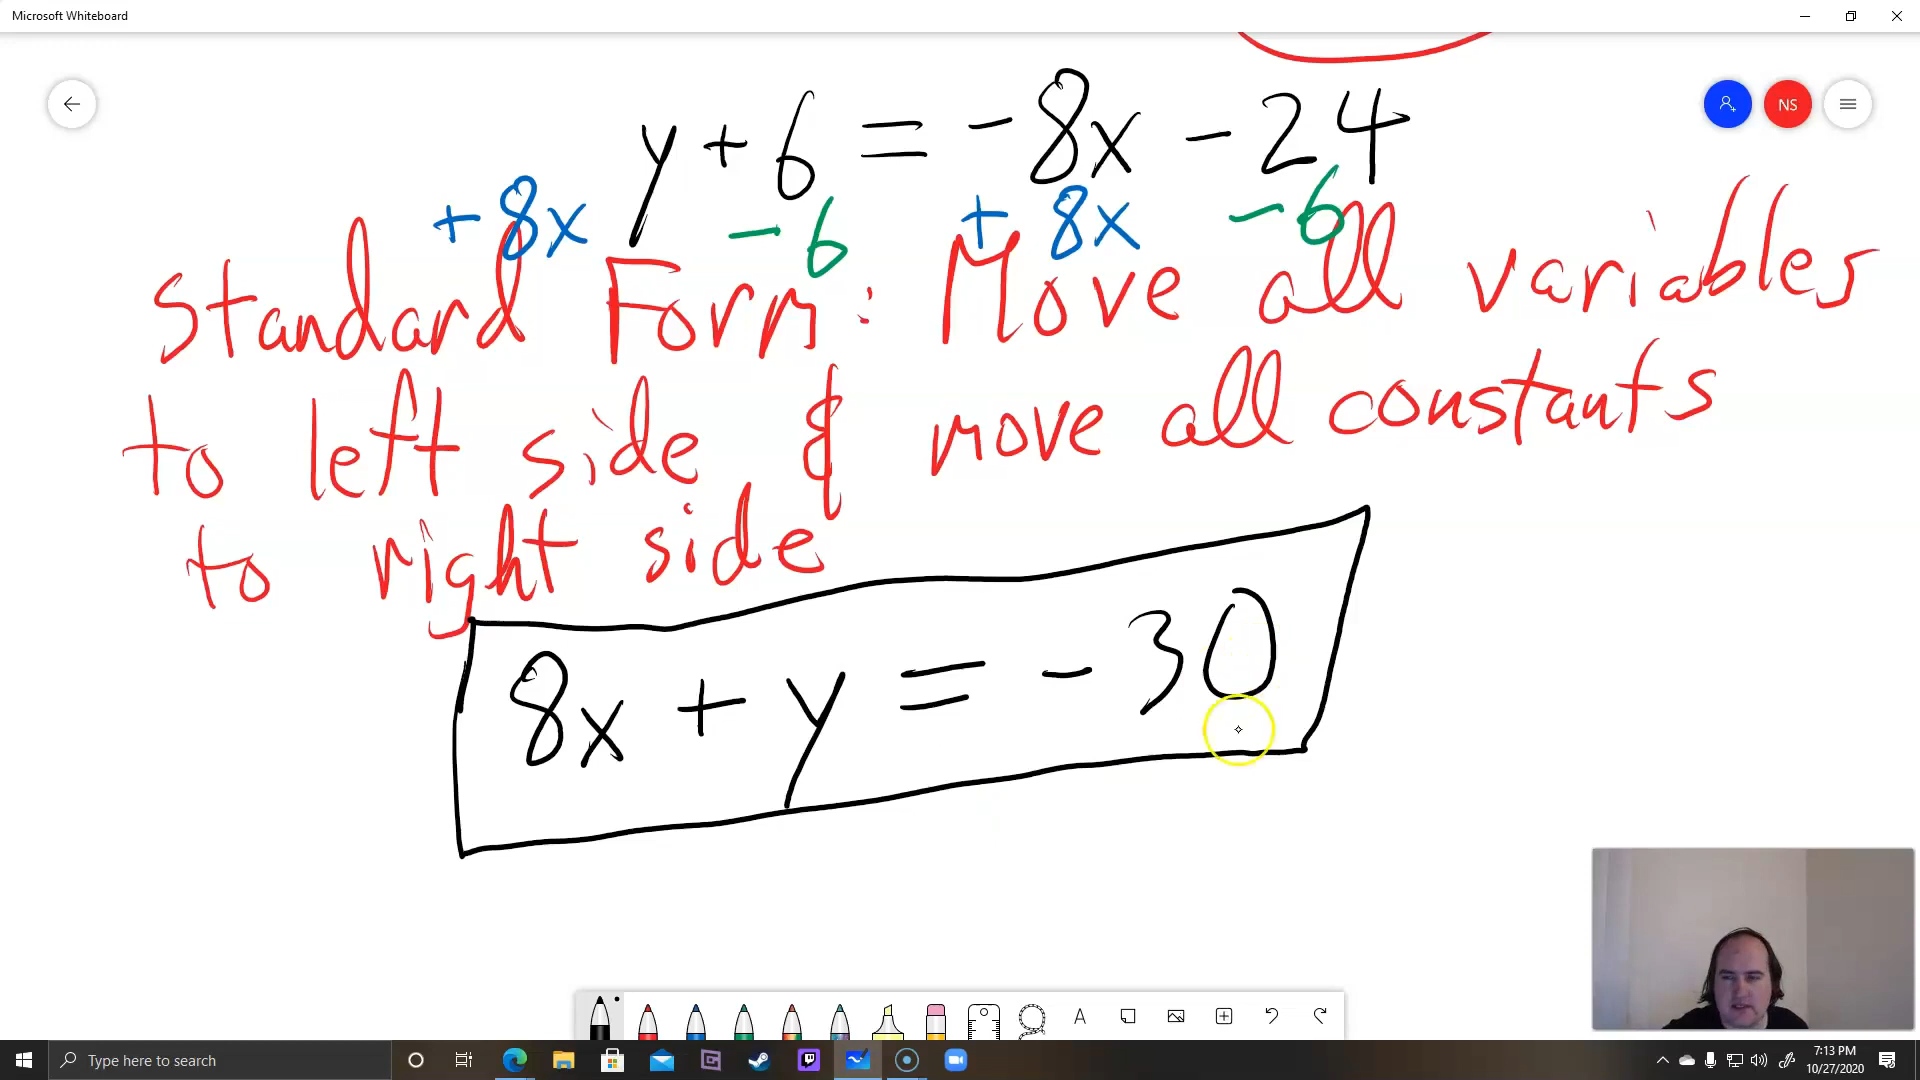 Microsoft Whiteboard
NS
y + 6 = -8x - 24
+ 8x - 6 + 8x - 6
Standard Form: Move all variables
to left side & move all constants
to right side
8x + y = -30
A
Type here to search
7:13 PM
10/27/2020